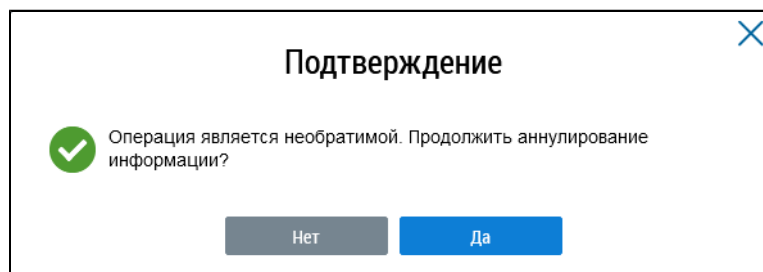 Подтверждение
Операция является необратимой. Продолжить аннулирование
информации?
Нет
Да